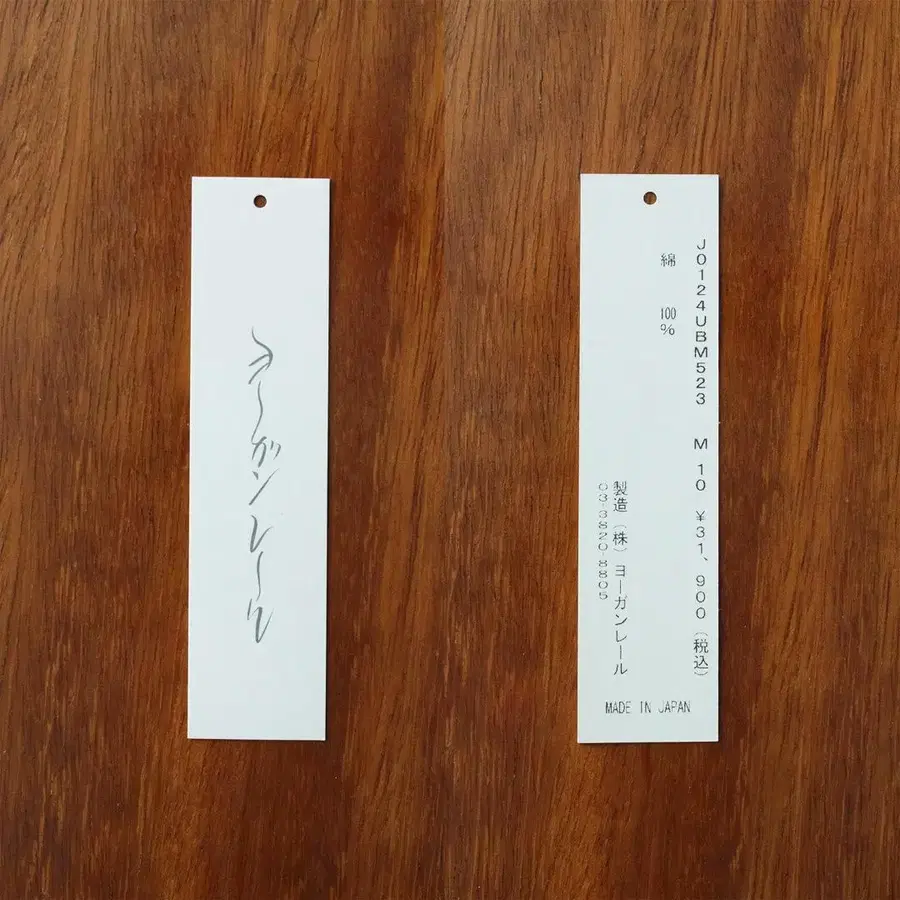 ヨーガンレール
J0124UBM523 M 10 ¥31、900(税込)
綿 100%
製造(株)ヨーガンレール
03-3820-8805
MADE IN JAPAN